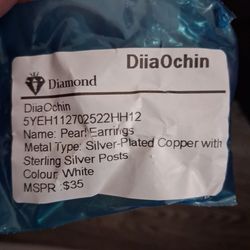 DiiaOchin
Diamond
DiiaOchin
5YEH112702522HH12
Name: Pearl Earrings
Metal Type: Silver-Plated Copper with
Sterling Silver Posts
Colour: White
MSPR :$35